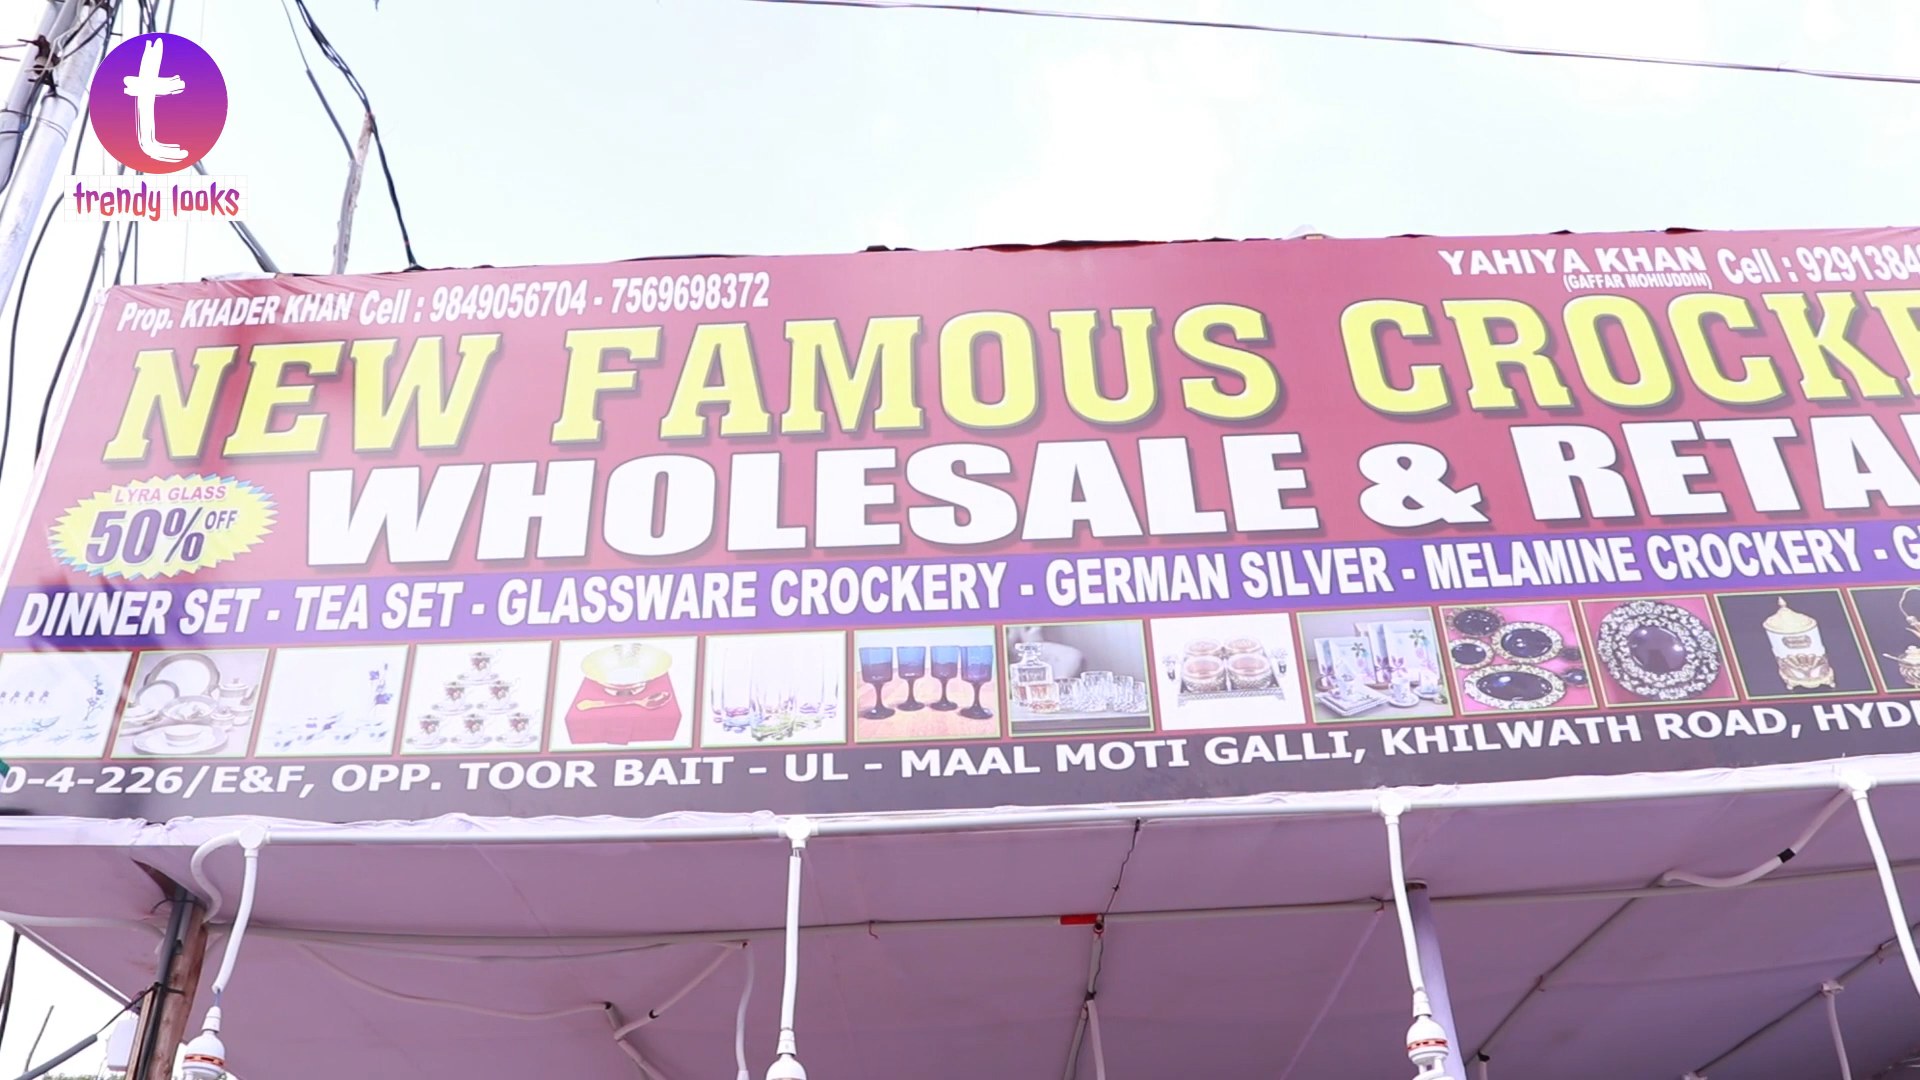 t
trendy looks
Prop. KHADER KHAN Cell : 9849056704 - 7569698372
YAHIYA KHAN Cell :
(GAFFAR MOHIUDDIN)
NEW FAMOUS
WHOLESALE &
LYRA GLASS
50% OFF
DINNER SET - TEA SET - GLASSWARE CROCKERY - GERMAN SILVER - MELAMINE CROCKERY -
0-4-226/E&F, OPP. TOOR BAIT - UL - MAAL MOTI GALLI, KHILWATH ROAD,